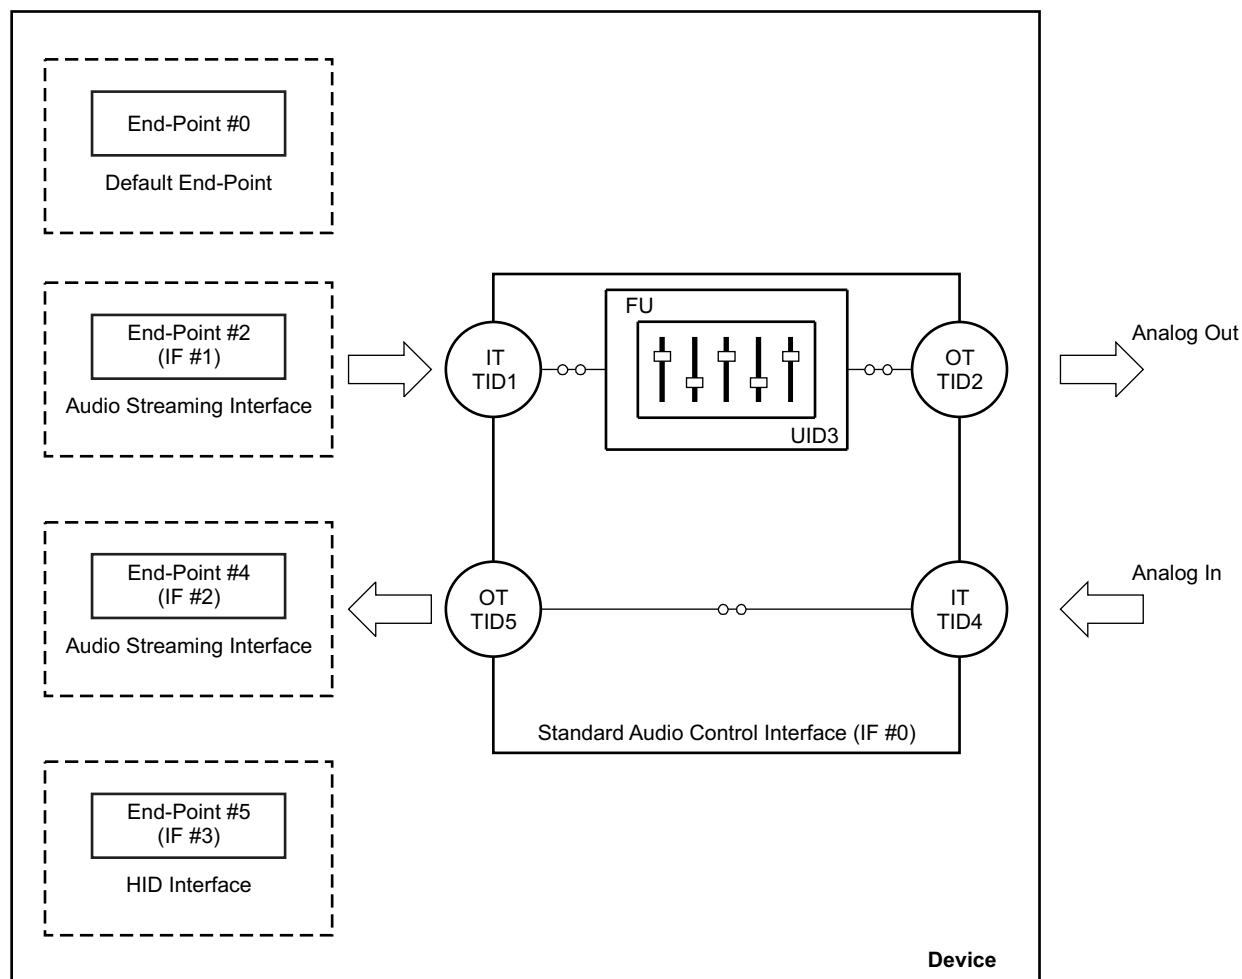 End-Point #0
Default End-Point
End-Point #2
(IF #1)
Audio Streaming Interface
IT
TID1
FU
UID3
OT
TID2
Analog Out
End-Point #4
(IF #2)
Audio Streaming Interface
OT
TID5
IT
TID4
Analog In
Standard Audio Control Interface (IF #0)
End-Point #5
(IF #3)
HID Interface
Device